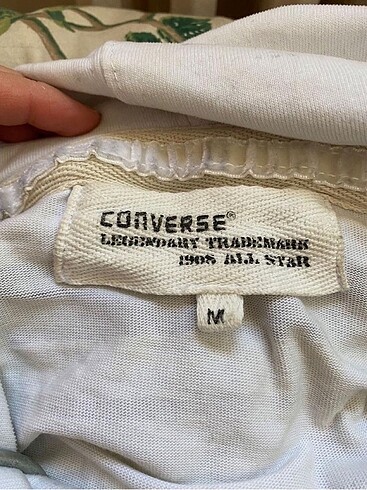 CONVERSE®
LEGENDARY TRADEMARK
1908 ALL STAR
M